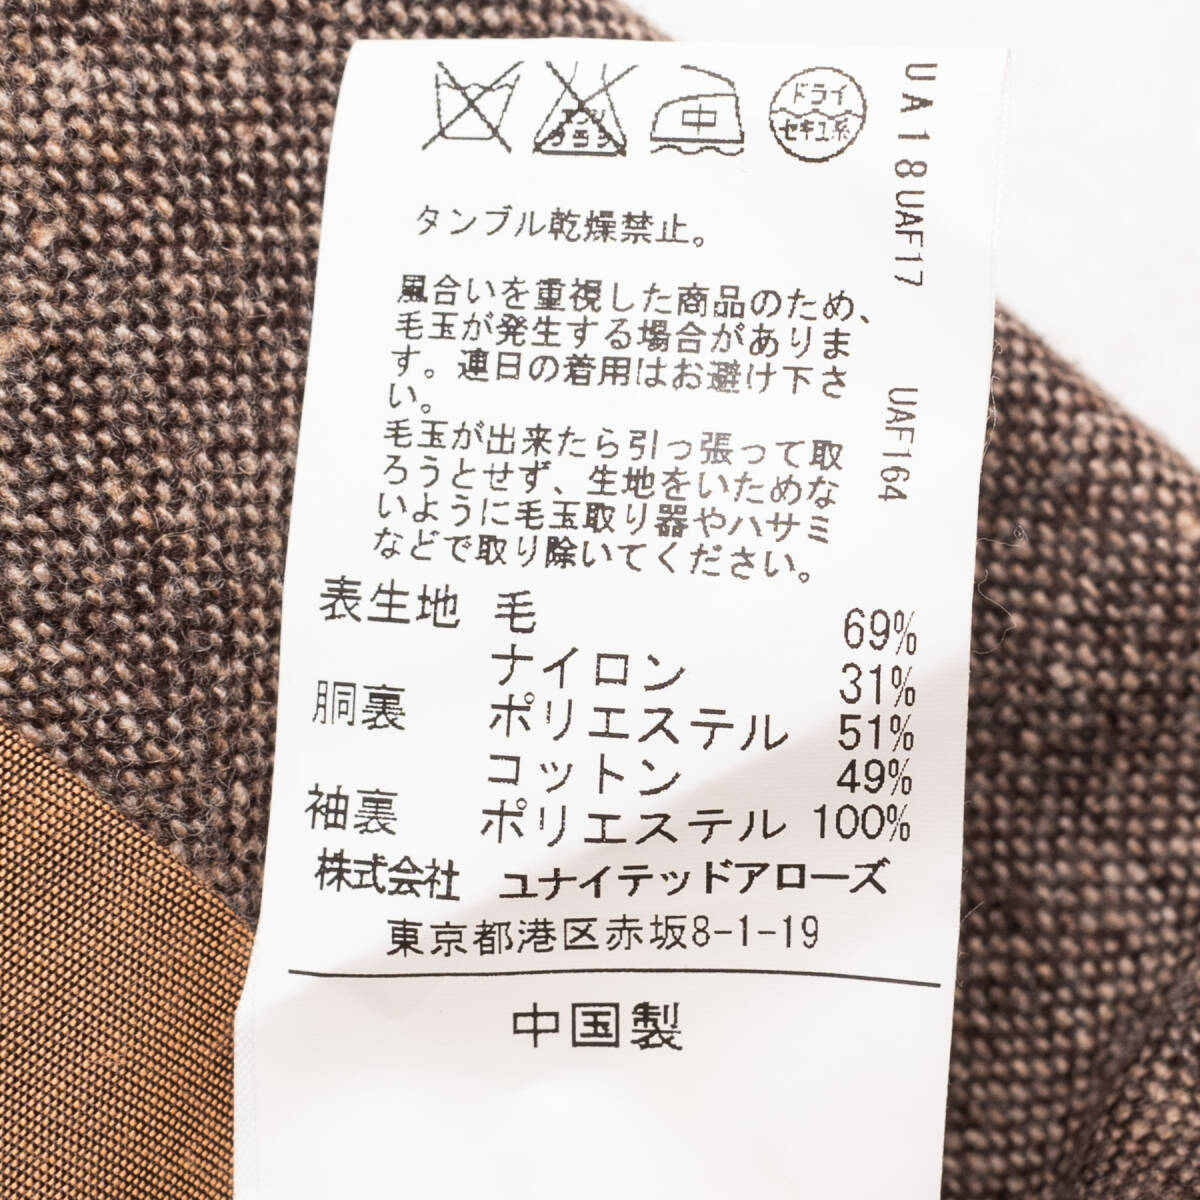 エンソ
クラシ
中
ドライ
セキユ系
UA18UAF17
UAF164
タンブル乾燥禁止。
風合いを重視した商品のため、
毛玉が発生する場合がありま
す。連日の着用はお避け下さ
い。
毛玉が出来たら引っ張って取
ろうとせず、生地をいためな
いように毛玉取り器やハサミ
などで取り除いてください。
表生地 毛 69%
ナイロン 31%
胴裏 ポリエステル 51%
コットン 49%
袖裏 ポリエステル 100%
株式会社 ユナイテッドアローズ
東京都港区赤坂8-1-19
中国製